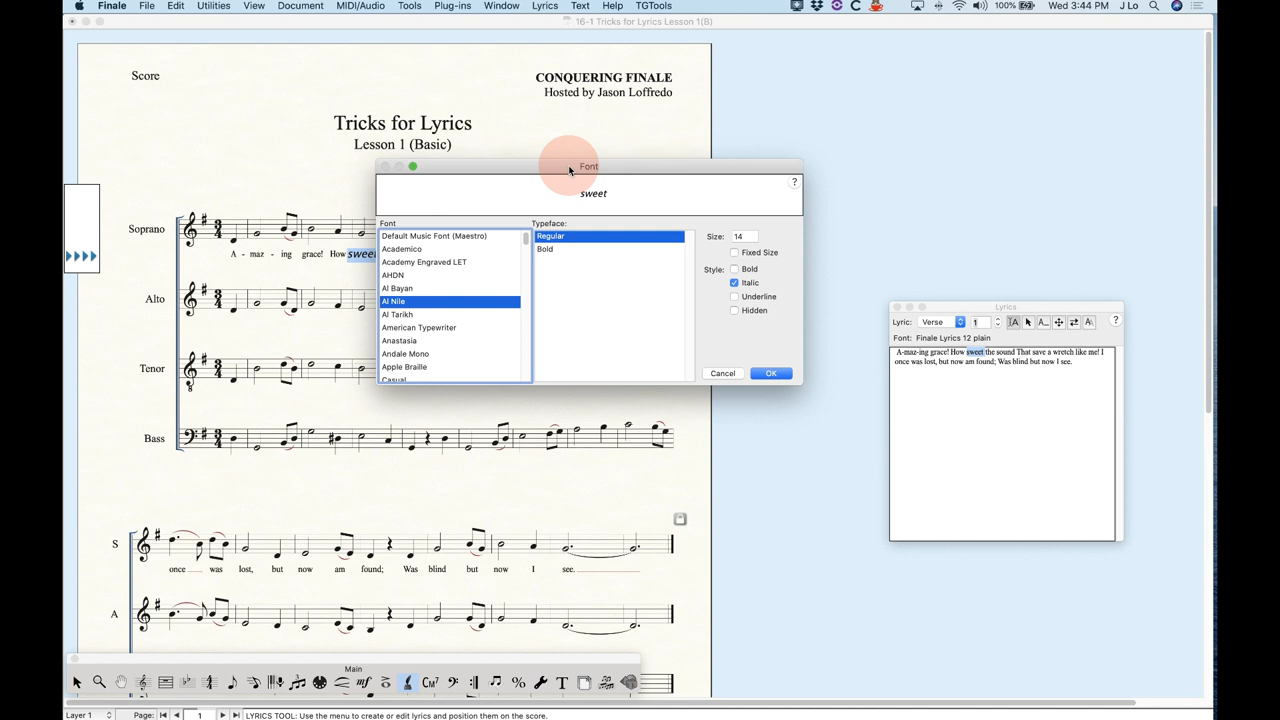 Finale File Edit Utilities View Document MIDI/Audio Tools Plug-ins Window Lyrics Text Help TGTools 100% Wed 3:44 PM J Lo
16-1 Tricks for Lyrics Lesson 1(B)
Score
CONQUERING FINALE
Hosted by Jason Loffredo
Tricks for Lyrics
Lesson 1 (Basic)
Font
sweet
?
Font
Typeface:
Default Music Font (Maestro)
Academico
Academy Engraved LET
AHDN
Al Bayan
Al Nile
Al Tarikh
American Typewriter
Anastasia
Andale Mono
Apple Braille
Casual
Regular
Bold
Size: 14
Fixed Size
Style: Bold
Italic
Underline
Hidden
Cancel OK
Soprano
A - maz - ing grace! How sweet
Alto
Tenor
Bass
Lyrics
Lyric: Verse 1 ?
Font: Finale Lyrics 12 plain
A-maz-ing grace! How sweet the sound That save a wretch like me! I
once was lost, but now am found; Was blind but now I see.
S
once was lost, but now am found; Was blind but now I see.
A
Main
Layer 1 Page: 1 LYRICS TOOL: Use the menu to create or edit lyrics and position them on the score.